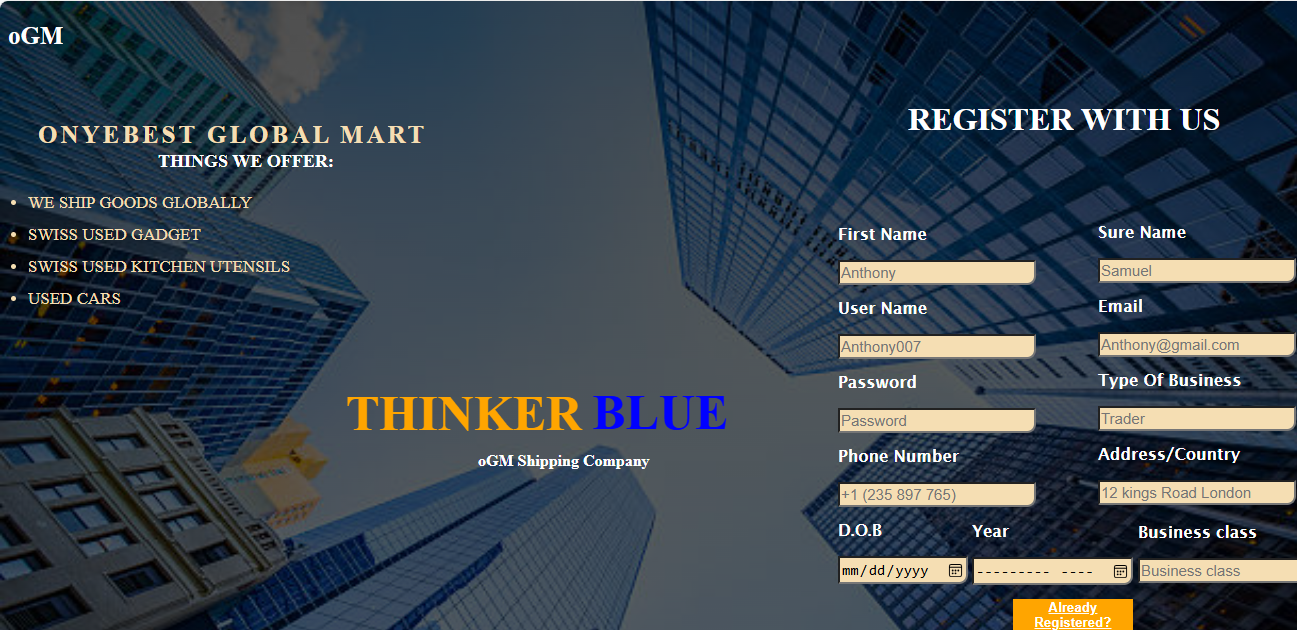 oGM
ONYEBEST GLOBAL MART
THINGS WE OFFER:
WE SHIP GOODS GLOBALLY
SWISS USED GADGET
SWISS USED KITCHEN UTENSILS
USED CARS
THINKER BLUE
oGM Shipping Company
REGISTER WITH US
First Name
Sure Name
Anthony
Samuel
User Name
Email
Anthony007
Anthony@gmail.com
Password
Type Of Business
Password
Trader
Phone Number
Address/Country
+1 (235 897 765)
12 kings Road London
D.O.B
Year
Business class
mm/dd/yyyy
--------- ----
Business class
Already
Registered?